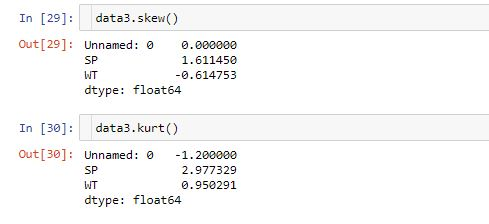 In [29]: data3.skew()
Out[29]: Unnamed: 0    0.000000
SP            1.611450
WT           -0.614753
dtype: float64
In [30]: data3.kurt()
Out[30]: Unnamed: 0   -1.200000
SP            2.977329
WT            0.950291
dtype: float64